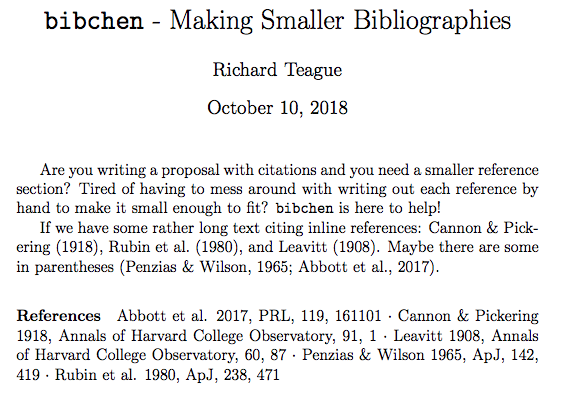 bibchen - Making Smaller Bibliographies
Richard Teague
October 10, 2018
Are you writing a proposal with citations and you need a smaller reference
section? Tired of having to mess around with writing out each reference by
hand to make it small enough to fit? bibchen is here to help!
If we have some rather long text citing inline references: Cannon & Pick-
ering (1918), Rubin et al. (1980), and Leavitt (1908). Maybe there are some
in parentheses (Penzias & Wilson, 1965; Abbott et al., 2017).
References Abbott et al. 2017, PRL, 119, 161101 · Cannon & Pickering
1918, Annals of Harvard College Observatory, 91, 1 · Leavitt 1908, Annals
of Harvard College Observatory, 60, 87 · Penzias & Wilson 1965, ApJ, 142,
419 · Rubin et al. 1980, ApJ, 238, 471